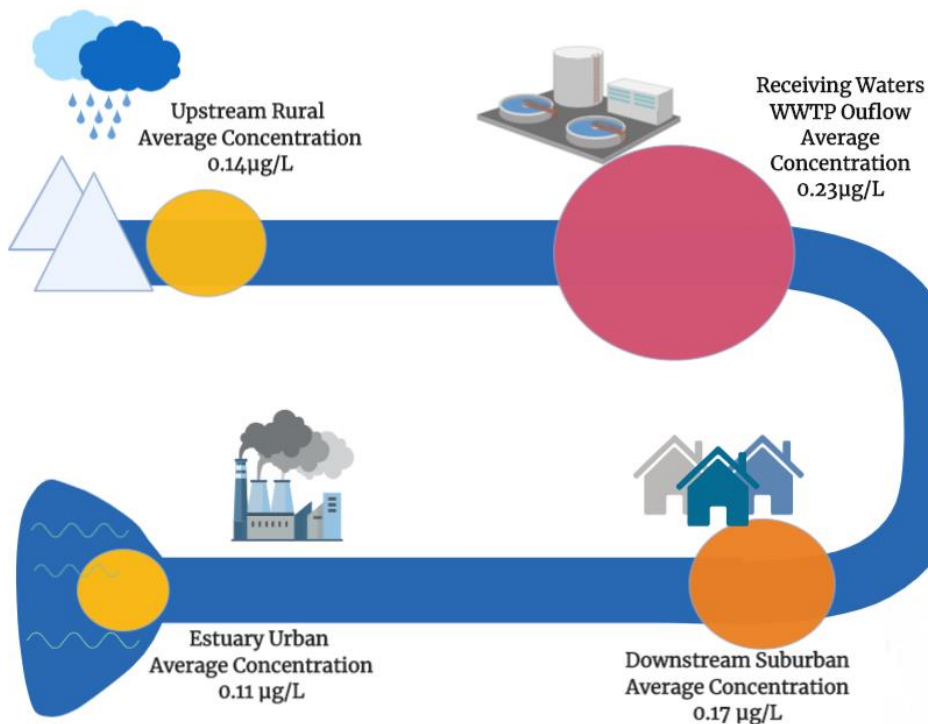 Upstream Rural
Average Concentration
0.14µg/L
Receiving Waters
WWTP Ouflow
Average
Concentration
0.23µg/L
Estuary Urban
Average Concentration
0.11 µg/L
Downstream Suburban
Average Concentration
0.17 µg/L